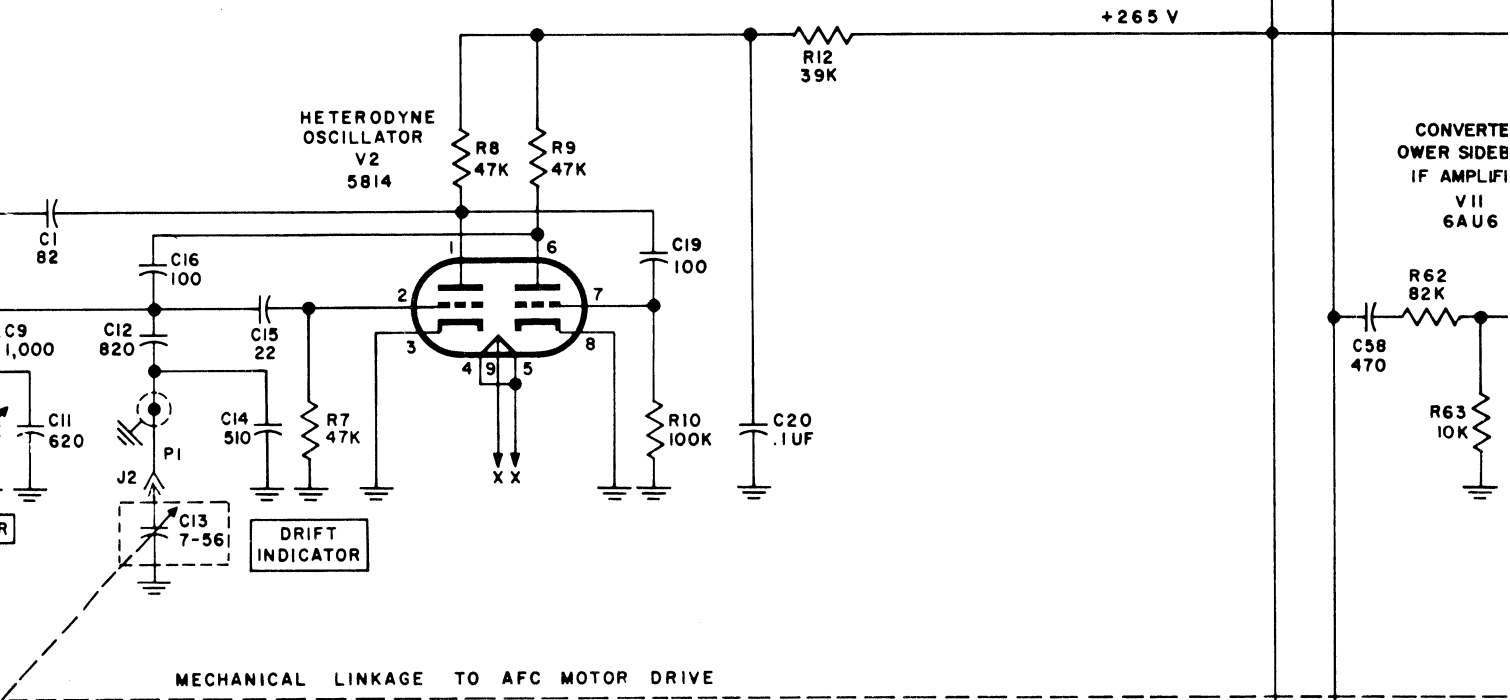 +265 V
R12
39K
HETERODYNE
OSCILLATOR
V2
5814
R8
47K
R9
47K
CONVERTE
OWER SIDEB
IF AMPLIFI
V11
6AU6
C1
82
C16
100
1
6
C19
100
2
7
R62
82K
C9
1,000
C12
820
C15
22
3
8
4
9
5
C58
470
C11
620
C14
510
R7
47K
R10
100K
C20
.1UF
R63
10K
P1
J2
X X
C13
7-56
R
DRIFT
INDICATOR
MECHANICAL LINKAGE TO AFC MOTOR DRIVE